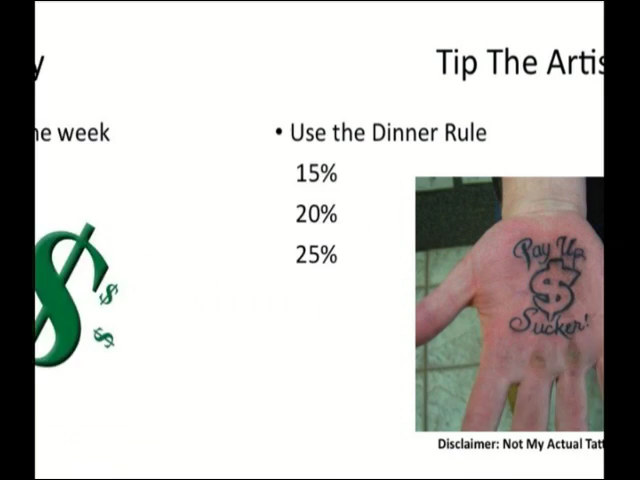 y
Tip The Artis
he week
• Use the Dinner Rule
15%
20%
25%
$
$
$
Pay Up
$
Sucker!
Disclaimer: Not My Actual Tatt